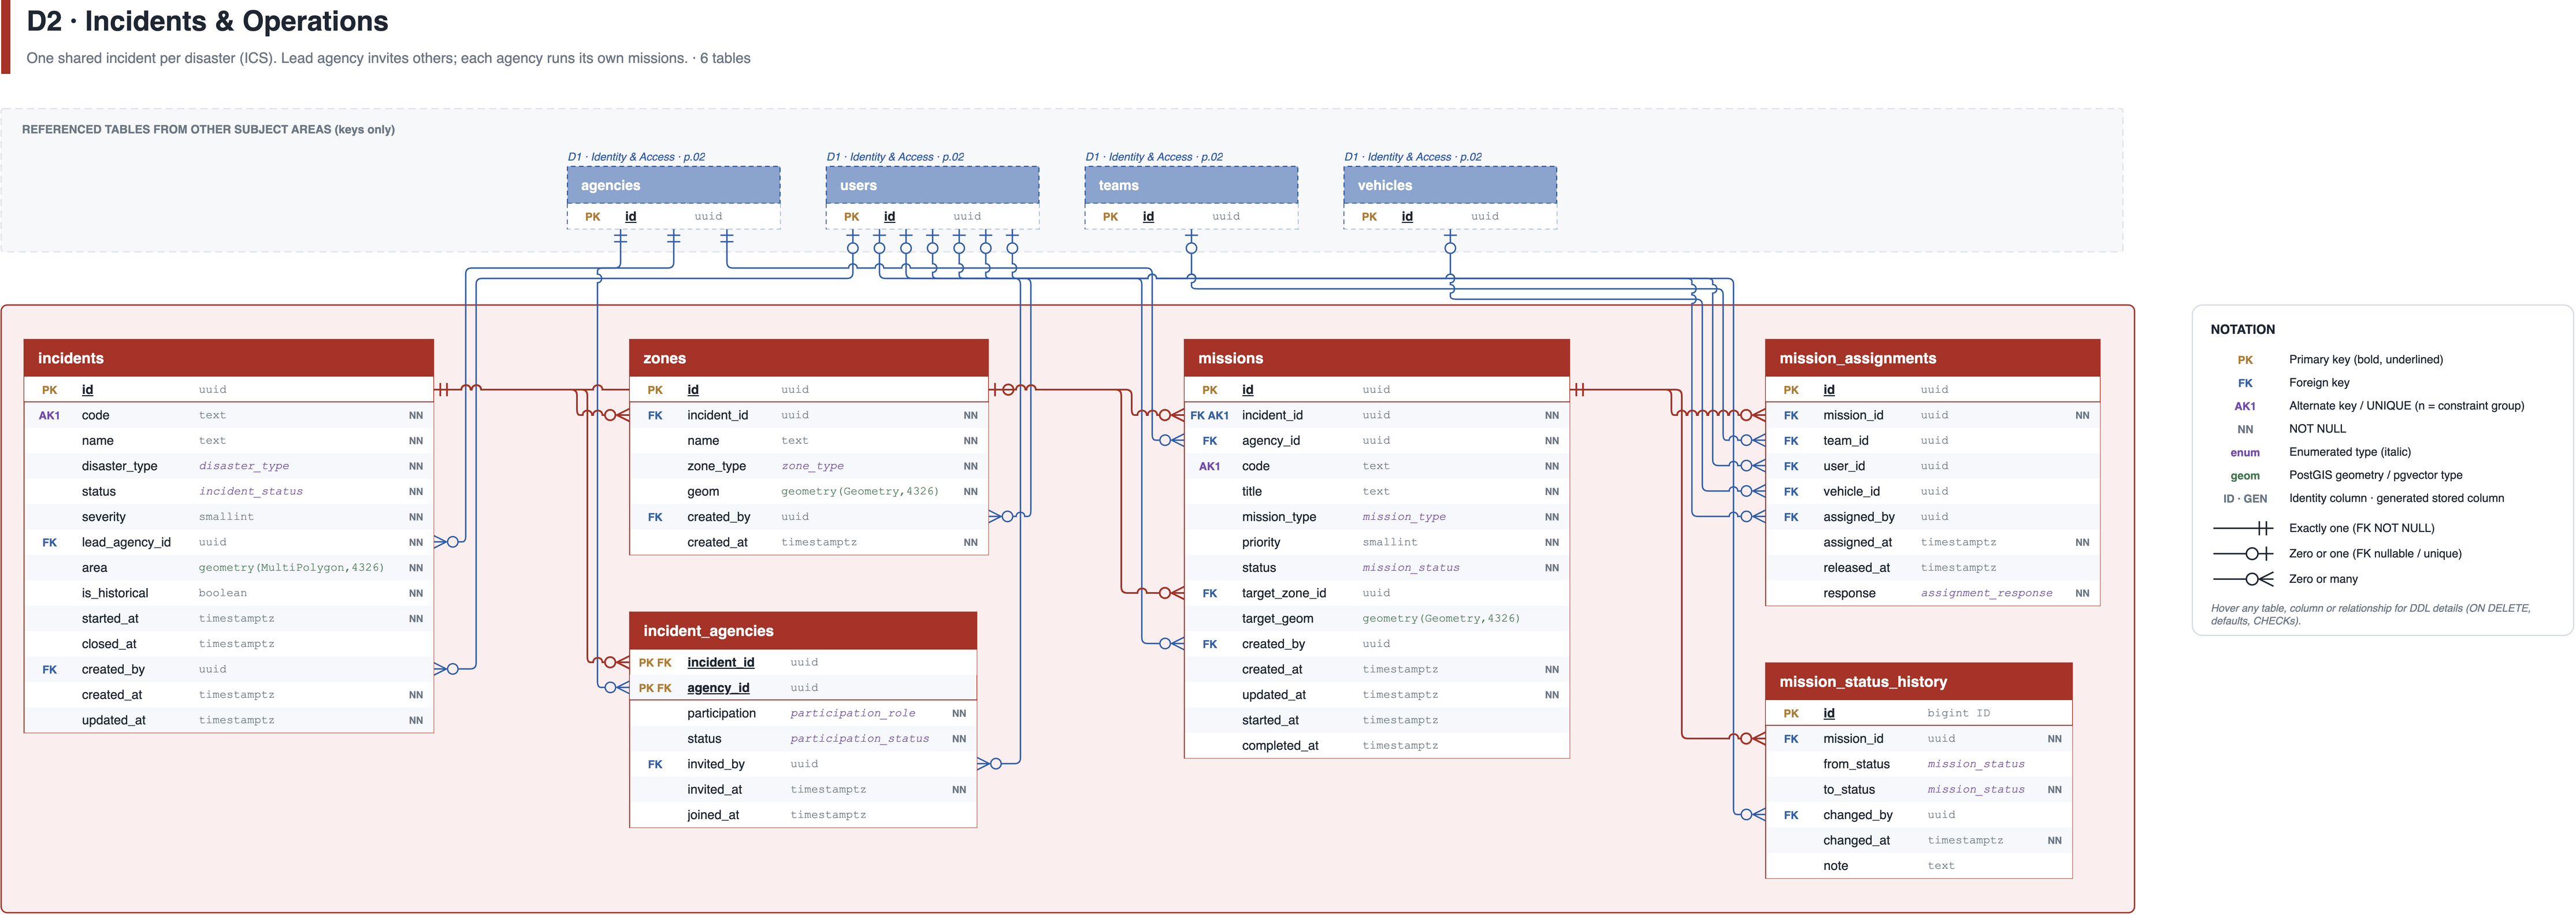 D2 · Incidents & Operations
One shared incident per disaster (ICS). Lead agency invites others; each agency runs its own missions. · 6 tables
REFERENCED TABLES FROM OTHER SUBJECT AREAS (keys only)
D1 · Identity & Access · p.02
agencies
PK id uuid
D1 · Identity & Access · p.02
users
PK id uuid
D1 · Identity & Access · p.02
teams
PK id uuid
D1 · Identity & Access · p.02
vehicles
PK id uuid
incidents
PK id uuid
AK1 code text NN
name text NN
disaster_type disaster_type NN
status incident_status NN
severity smallint NN
FK lead_agency_id uuid NN
area geometry(MultiPolygon,4326) NN
is_historical boolean NN
started_at timestamptz NN
closed_at timestamptz
FK created_by uuid
created_at timestamptz NN
updated_at timestamptz NN
zones
PK id uuid
FK incident_id uuid NN
name text NN
zone_type zone_type NN
geom geometry(Geometry,4326) NN
FK created_by uuid
created_at timestamptz NN
incident_agencies
PK FK incident_id uuid
PK FK agency_id uuid
participation participation_role NN
status participation_status NN
FK invited_by uuid
invited_at timestamptz NN
joined_at timestamptz
missions
PK id uuid
FK AK1 incident_id uuid NN
FK agency_id uuid NN
AK1 code text NN
title text NN
mission_type mission_type NN
priority smallint NN
status mission_status NN
FK target_zone_id uuid
target_geom geometry(Geometry,4326)
FK created_by uuid
created_at timestamptz NN
updated_at timestamptz NN
started_at timestamptz
completed_at timestamptz
mission_assignments
PK id uuid
FK mission_id uuid NN
FK team_id uuid
FK user_id uuid
FK vehicle_id uuid
FK assigned_by uuid
assigned_at timestamptz NN
released_at timestamptz
response assignment_response NN
mission_status_history
PK id bigint ID
FK mission_id uuid NN
from_status mission_status
to_status mission_status NN
FK changed_by uuid
changed_at timestamptz NN
note text
NOTATION
PK Primary key (bold, underlined)
FK Foreign key
AK1 Alternate key / UNIQUE (n = constraint group)
NN NOT NULL
enum Enumerated type (italic)
geom PostGIS geometry / pgvector type
ID · GEN Identity column · generated stored column
Exactly one (FK NOT NULL)
Zero or one (FK nullable / unique)
Zero or many
Hover any table, column or relationship for DDL details (ON DELETE,
defaults, CHECKs).